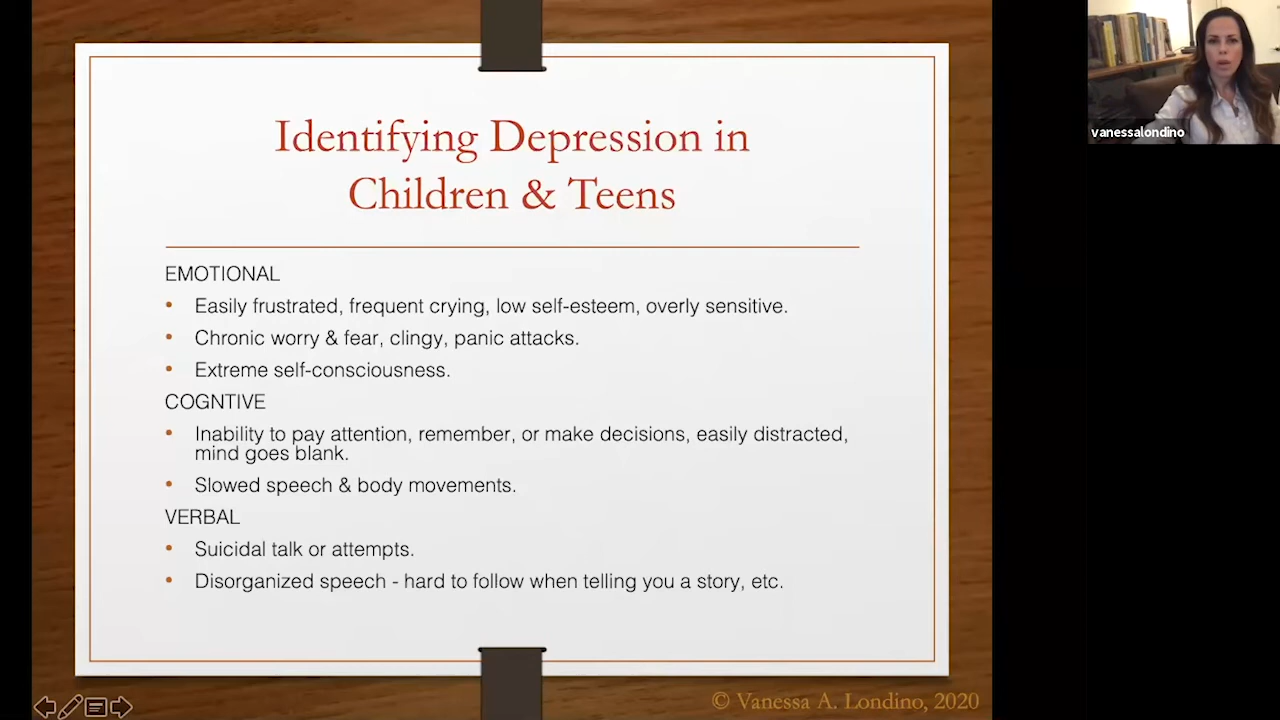 Identifying Depression in
Children & Teens
EMOTIONAL
• Easily frustrated, frequent crying, low self-esteem, overly sensitive.
• Chronic worry & fear, clingy, panic attacks.
• Extreme self-consciousness.
COGNTIVE
• Inability to pay attention, remember, or make decisions, easily distracted,
mind goes blank.
• Slowed speech & body movements.
VERBAL
• Suicidal talk or attempts.
• Disorganized speech - hard to follow when telling you a story, etc.
© Vanessa A. Londino, 2020
vanessalondino